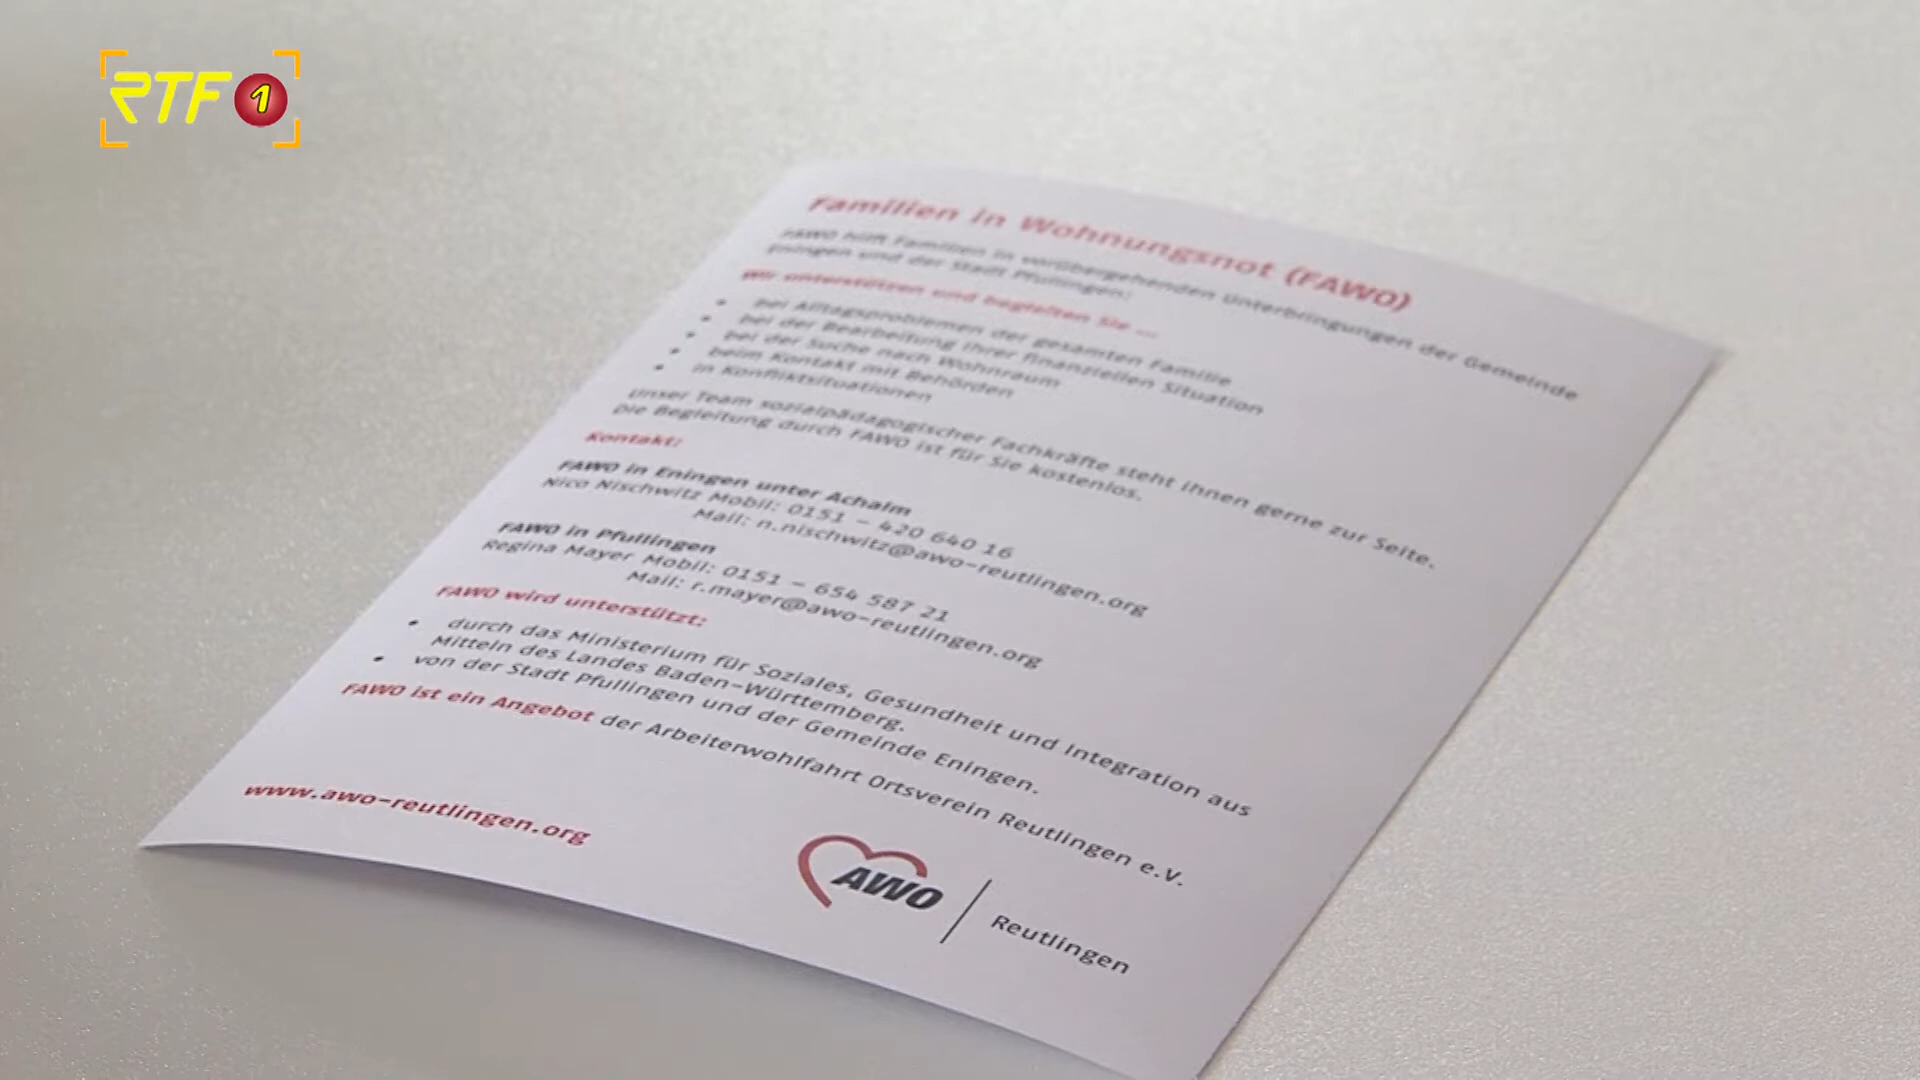 RTF 1
Familien in Wohnungsnot (FAWO)
FAWO hilft Familien in vorübergehenden Unterbringungen der Gemeinde
Eningen und der Stadt Pfullingen:
Wir unterstützen und begleiten Sie ...
• bei Alltagsproblemen der gesamten Familie
• bei der Bearbeitung Ihrer finanziellen Situation
• bei der Suche nach Wohnraum
• beim Kontakt mit Behörden
• in Konfliktsituationen
Unser Team sozialpädagogischer Fachkräfte steht Ihnen gerne zur Seite.
Die Begleitung durch FAWO ist für Sie kostenlos.
Kontakt:
FAWO in Eningen unter Achalm
Nico Nischwitz Mobil: 0151 – 420 640 16
Mail: n.nischwitz@awo-reutlingen.org
FAWO in Pfullingen
Regina Mayer Mobil: 0151 – 654 587 21
Mail: r.mayer@awo-reutlingen.org
FAWO wird unterstützt:
• durch das Ministerium für Soziales, Gesundheit und Integration aus
Mitteln des Landes Baden-Württemberg.
• von der Stadt Pfullingen und der Gemeinde Eningen.
FAWO ist ein Angebot der Arbeiterwohlfahrt Ortsverein Reutlingen e.V.
www.awo-reutlingen.org
AWO | Reutlingen